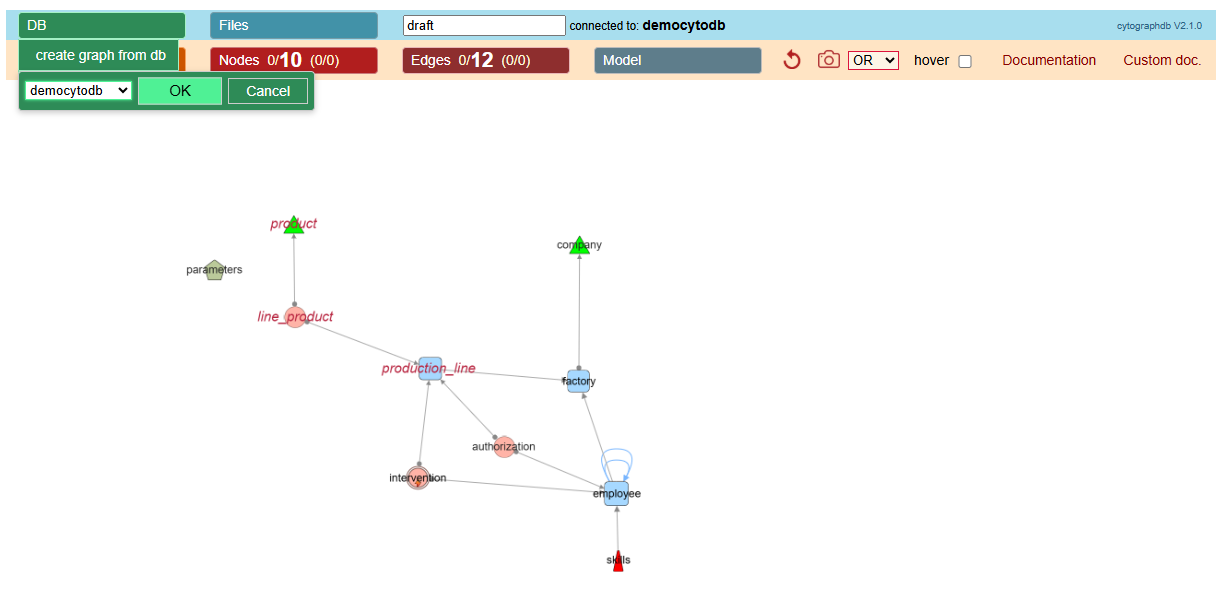 DB Files draft connected to: democytodb cytographdb V2.1.0
create graph from db Nodes 0/10 (0/0) Edges 0/12 (0/0) Model OR hover Documentation Custom doc.
democytodb OK Cancel
product
company
parameters
line_product
production_line
factory
authorization
intervention
employee
skills